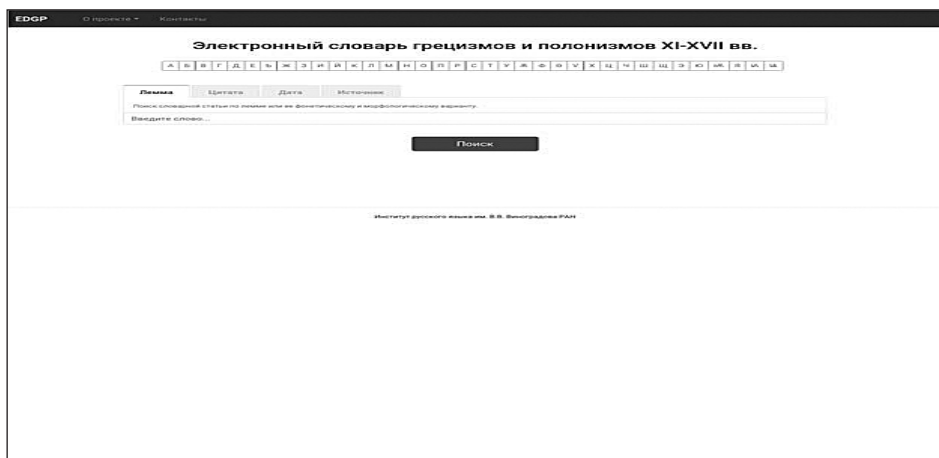 EDGP О проекте Контакты
Электронный словарь грецизмов и полонизмов XI-XVII вв.
А Б В Г Д Е Ѣ Ж З И Й К Л М Н О П Р С Т У Ѫ Ф Ѳ Ѵ Х Ц Ч Ш Щ Э Ю Я
Лемма Цитата Дата Источник
Поиск словарной статьи по лемме или ее фонетическому и морфологическому варианту.
Введите слово...
Поиск
Институт русского языка им. В.В. Виноградова РАН